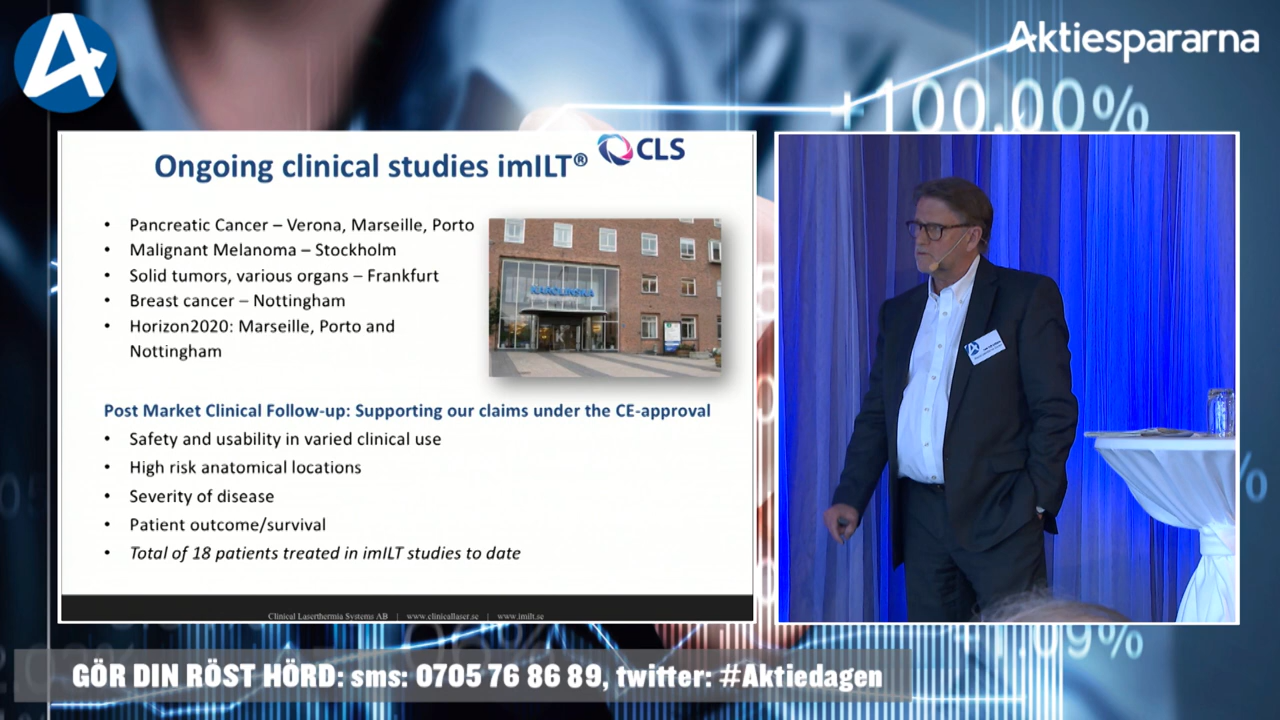 Aktiespararna
+100,00%
Ongoing clinical studies imILT®
CLS
• Pancreatic Cancer – Verona, Marseille, Porto
• Malignant Melanoma – Stockholm
• Solid tumors, various organs – Frankfurt
• Breast cancer – Nottingham
• Horizon2020: Marseille, Porto and
Nottingham
KAROLINSKA
Post Market Clinical Follow-up: Supporting our claims under the CE-approval
• Safety and usability in varied clinical use
• High risk anatomical locations
• Severity of disease
• Patient outcome/survival
• Total of 18 patients treated in imILT studies to date
Clinical Laserthermia Systems AB | www.clinicallaser.se | www.imilt.se
GÖR DIN RÖST HÖRD: sms: 0705 76 86 89, twitter: #Aktiedagen